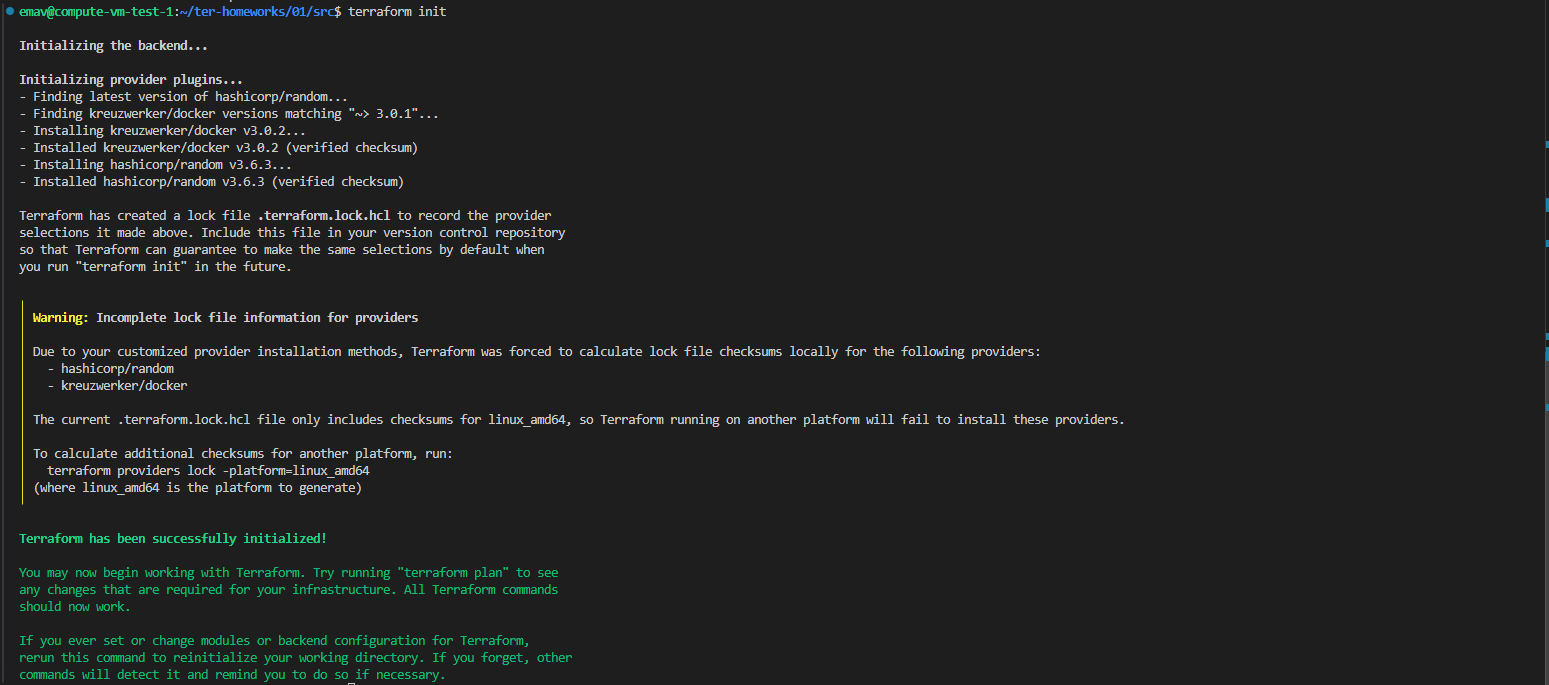 emav@compute-vm-test-1:~/ter-homeworks/01/src$ terraform init
Initializing the backend...
Initializing provider plugins...
- Finding latest version of hashicorp/random...
- Finding kreuzwerker/docker versions matching "~> 3.0.1"...
- Installing kreuzwerker/docker v3.0.2...
- Installed kreuzwerker/docker v3.0.2 (verified checksum)
- Installing hashicorp/random v3.6.3...
- Installed hashicorp/random v3.6.3 (verified checksum)
Terraform has created a lock file .terraform.lock.hcl to record the provider
selections it made above. Include this file in your version control repository
so that Terraform can guarantee to make the same selections by default when
you run "terraform init" in the future.
Warning: Incomplete lock file information for providers
Due to your customized provider installation methods, Terraform was forced to calculate lock file checksums locally for the following providers:
- hashicorp/random
- kreuzwerker/docker
The current .terraform.lock.hcl file only includes checksums for linux_amd64, so Terraform running on another platform will fail to install these providers.
To calculate additional checksums for another platform, run:
terraform providers lock -platform=linux_amd64
(where linux_amd64 is the platform to generate)
Terraform has been successfully initialized!
You may now begin working with Terraform. Try running "terraform plan" to see
any changes that are required for your infrastructure. All Terraform commands
should now work.
If you ever set or change modules or backend configuration for Terraform,
rerun this command to reinitialize your working directory. If you forget, other
commands will detect it and remind you to do so if necessary.